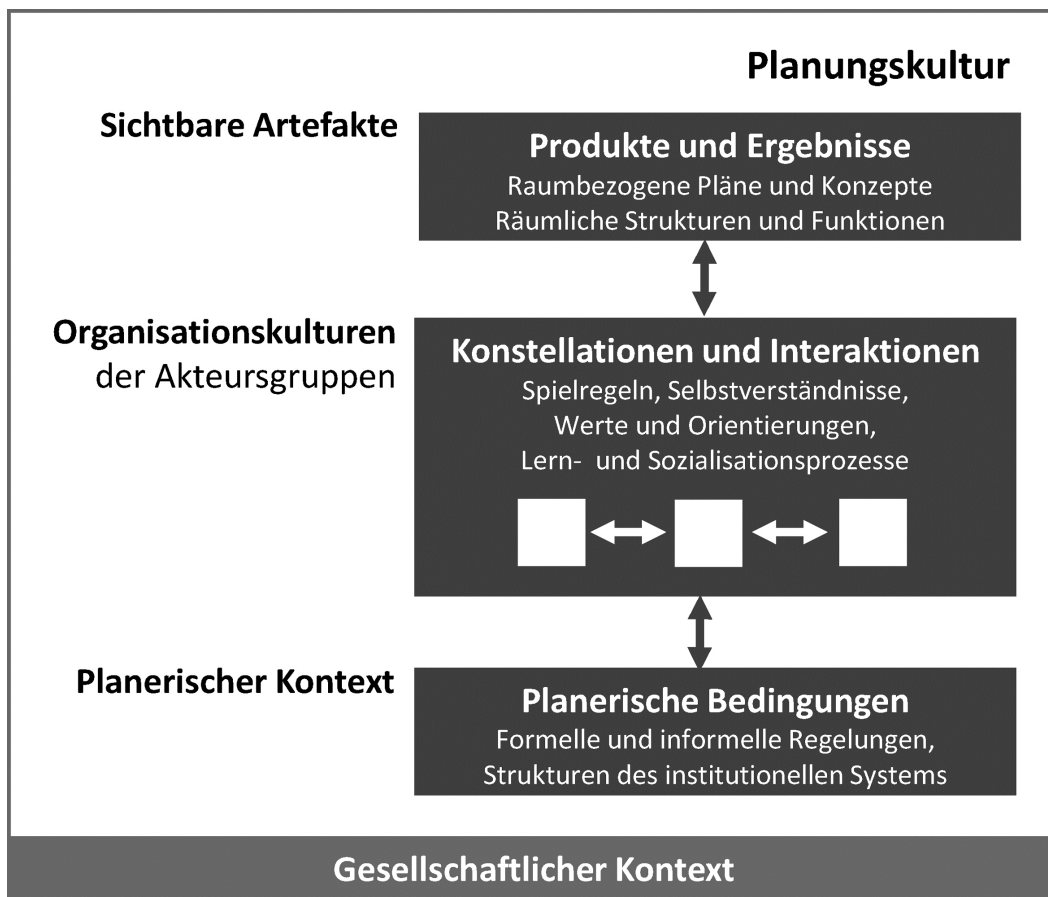 Planungskultur
Sichtbare Artefakte
Produkte und Ergebnisse
Raumbezogene Pläne und Konzepte
Räumliche Strukturen und Funktionen
Organisationskulturen
der Akteursgruppen
Konstellationen und Interaktionen
Spielregeln, Selbstverständnisse,
Werte und Orientierungen,
Lern- und Sozialisationsprozesse
Planerischer Kontext
Planerische Bedingungen
Formelle und informelle Regelungen,
Strukturen des institutionellen Systems
Gesellschaftlicher Kontext